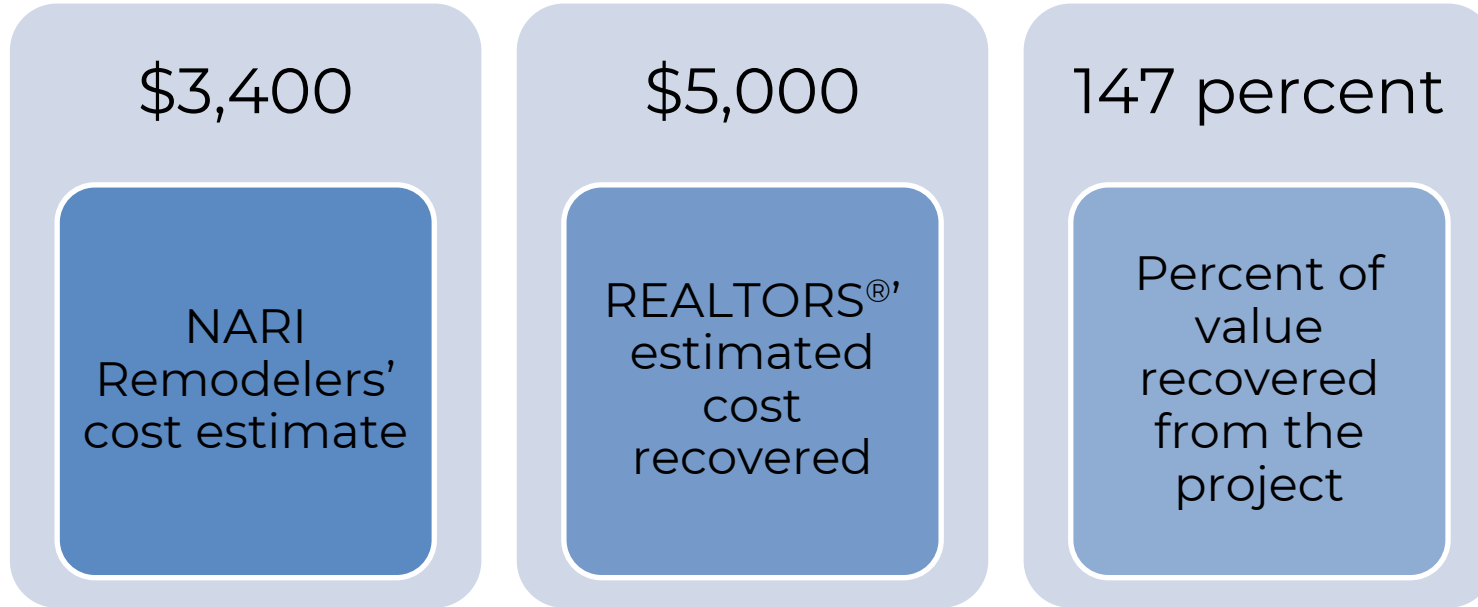 $3,400
NARI
Remodelers’
cost estimate
$5,000
REALTORS®’
estimated
cost
recovered
147 percent
Percent of
value
recovered
from the
project